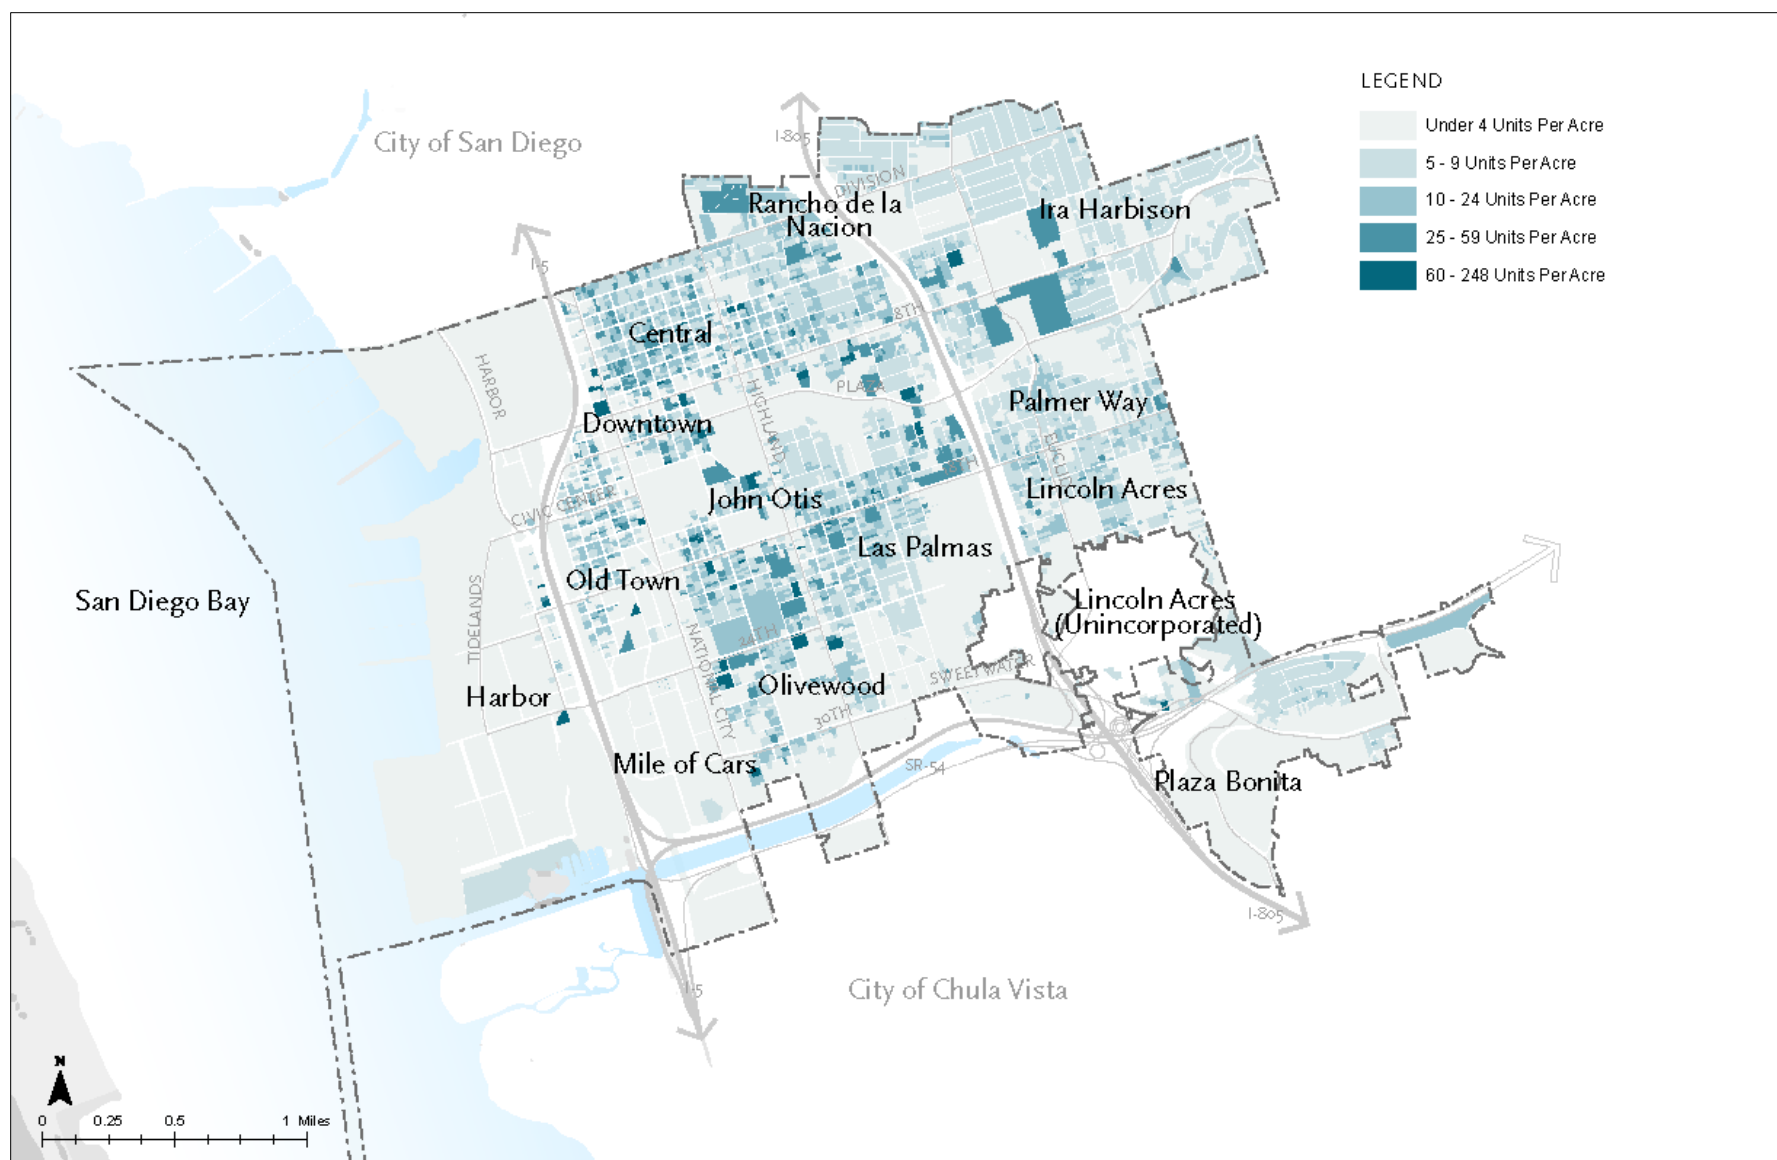 LEGEND
Under 4 Units Per Acre
5 - 9 Units Per Acre
10 - 24 Units Per Acre
25 - 59 Units Per Acre
60 - 248 Units Per Acre
City of San Diego
I-805
DIVISION
Rancho de la
Nacion
Ira Harbison
I-5
Central
8TH
HARBOR
HIGHLAND
PLAZA
Downtown
Palmer Way
EUCLID
John Otis
18TH
Lincoln Acres
CIVIC CENTER
Las Palmas
Old Town
San Diego Bay
TIDELANDS
Lincoln Acres
(Unincorporated)
24TH
NATIONAL CITY
SWEETWATER
Harbor
Olivewood
30TH
Mile of Cars
SR-54
Plaza Bonita
I-805
I-5
City of Chula Vista
N
0 0.25 0.5 1 Miles